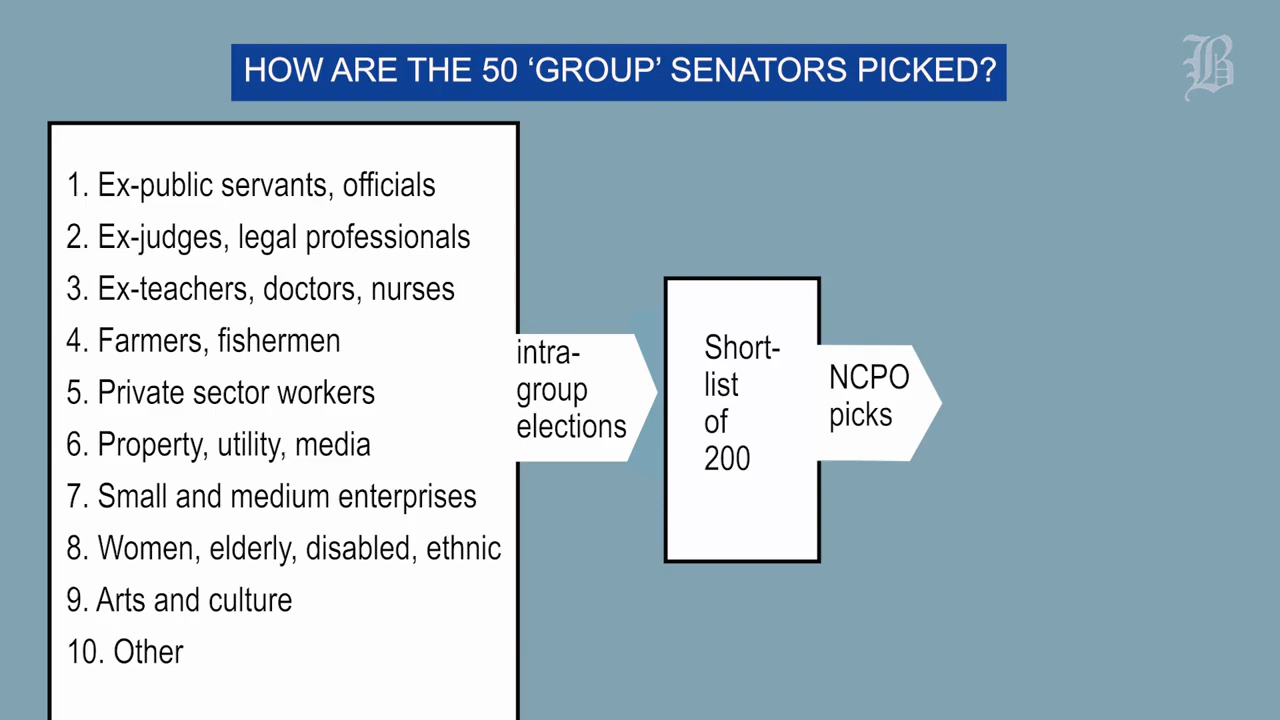 HOW ARE THE 50 ‘GROUP’ SENATORS PICKED?
B
1. Ex-public servants, officials
2. Ex-judges, legal professionals
3. Ex-teachers, doctors, nurses
4. Farmers, fishermen
5. Private sector workers
6. Property, utility, media
7. Small and medium enterprises
8. Women, elderly, disabled, ethnic
9. Arts and culture
10. Other
intra-
group
elections
Short-
list
of
200
NCPO
picks